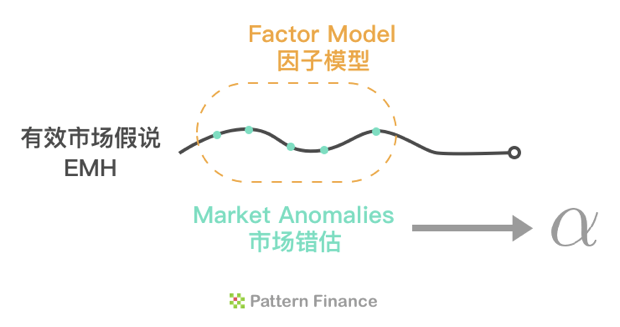 Factor Model
因子模型
有效市场假说
EMH
Market Anomalies
市场错估
α
Pattern Finance